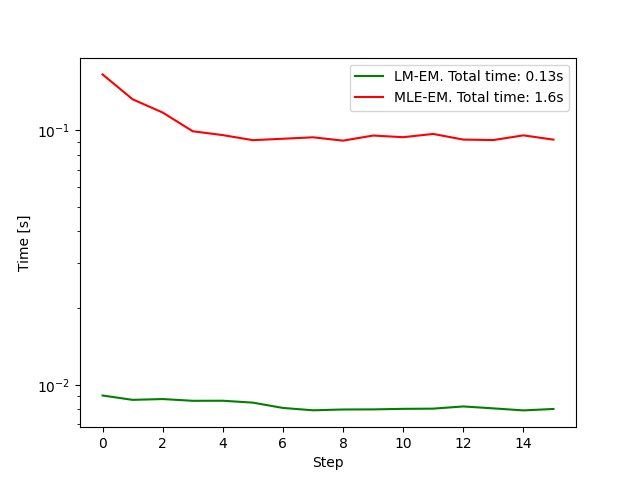 LM-EM. Total time: 0.13s
MLE-EM. Total time: 1.6s
10⁻¹
10⁻²
Time [s]
0 2 4 6 8 10 12 14
Step